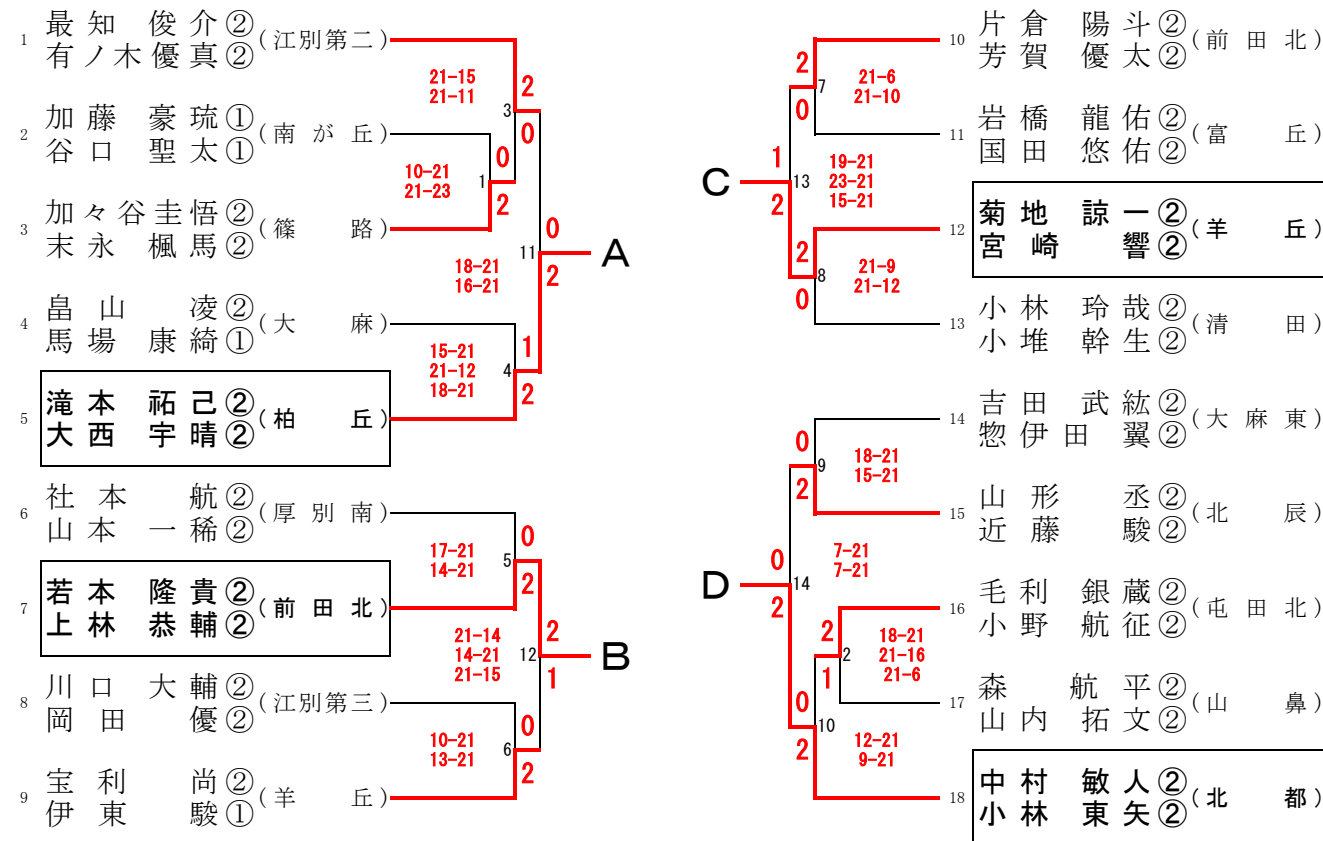 1 最知 俊介② (江別第二)
有ノ木優真②
21-15
21-11
2
3
0
2 加藤 豪琉① (南が丘)
谷口 聖太①
10-21
21-23
0
1
2
3 加々谷圭悟② (篠路)
末永 楓馬②
18-21
16-21
0
11
2
A
4 畠山 凌② (大麻)
馬場 康綺①
15-21
21-12
18-21
1
4
2
5 滝本 祏己② (柏丘)
大西 宇晴②
6 社本 航② (厚別南)
山本 一稀②
17-21
14-21
0
5
2
7 若本 隆貴② (前田北)
上林 恭輔②
21-14
14-21
21-15
2
12
1
B
8 川口 大輔② (江別第三)
岡田 優②
10-21
13-21
0
6
2
9 宝利 尚② (羊丘)
伊東 駿①
10 片倉 陽斗② (前田北)
芳賀 優太②
2
7
0
21-6
21-10
11 岩橋 龍佑② (富丘)
国田 悠佑②
C
1
13
2
19-21
23-21
15-21
12 菊地 諒一② (羊丘)
宮崎 響②
2
8
0
21-9
21-12
13 小林 玲哉② (清田)
小堆 幹生②
14 吉田 武紘② (大麻東)
惣伊田 翼②
0
9
2
18-21
15-21
15 山形 丞② (北辰)
近藤 駿②
D
0
14
2
7-21
7-21
16 毛利 銀蔵② (屯田北)
小野 航征②
2
2
1
18-21
21-16
21-6
17 森 航平② (山鼻)
山内 拓文②
0
10
2
12-21
9-21
18 中村 敏人② (北都)
小林 東矢②